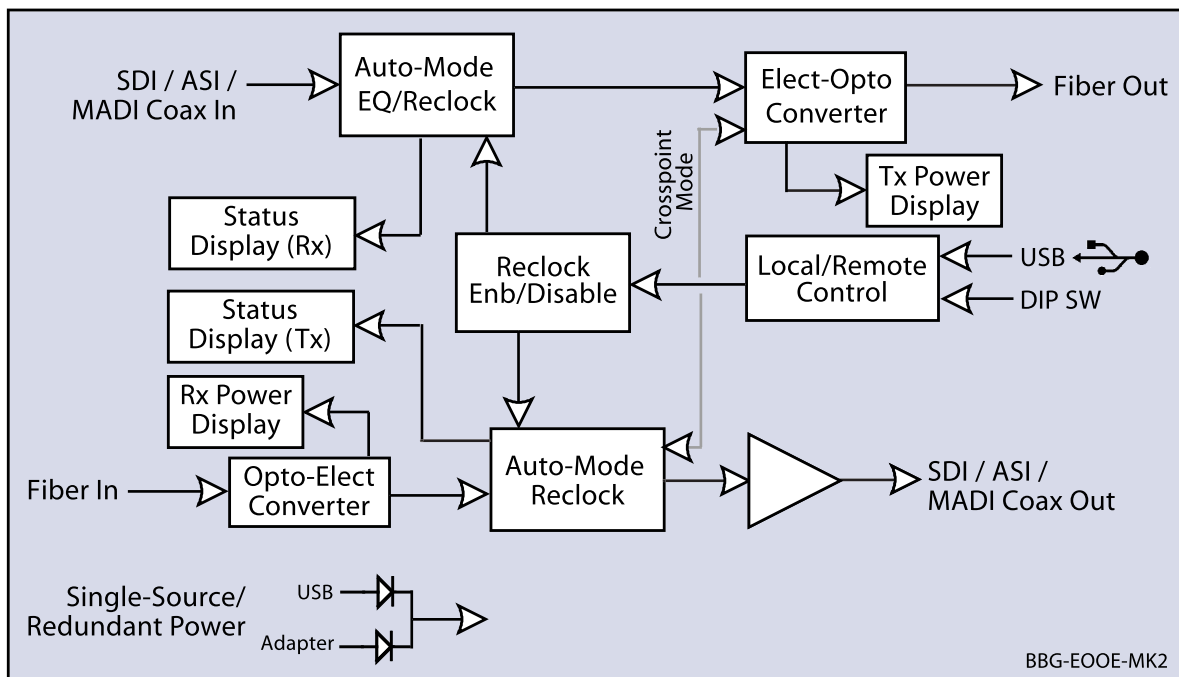 SDI / ASI /
MADI Coax In
Auto-Mode
EQ/Reclock
Elect-Opto
Converter
Fiber Out
Crosspoint
Mode
Tx Power
Display
Status
Display (Rx)
Reclock
Enb/Disable
Local/Remote
Control
USB
DIP SW
Status
Display (Tx)
Rx Power
Display
Fiber In
Opto-Elect
Converter
Auto-Mode
Reclock
SDI / ASI /
MADI Coax Out
Single-Source/
Redundant Power
USB
Adapter
BBG-EOOE-MK2